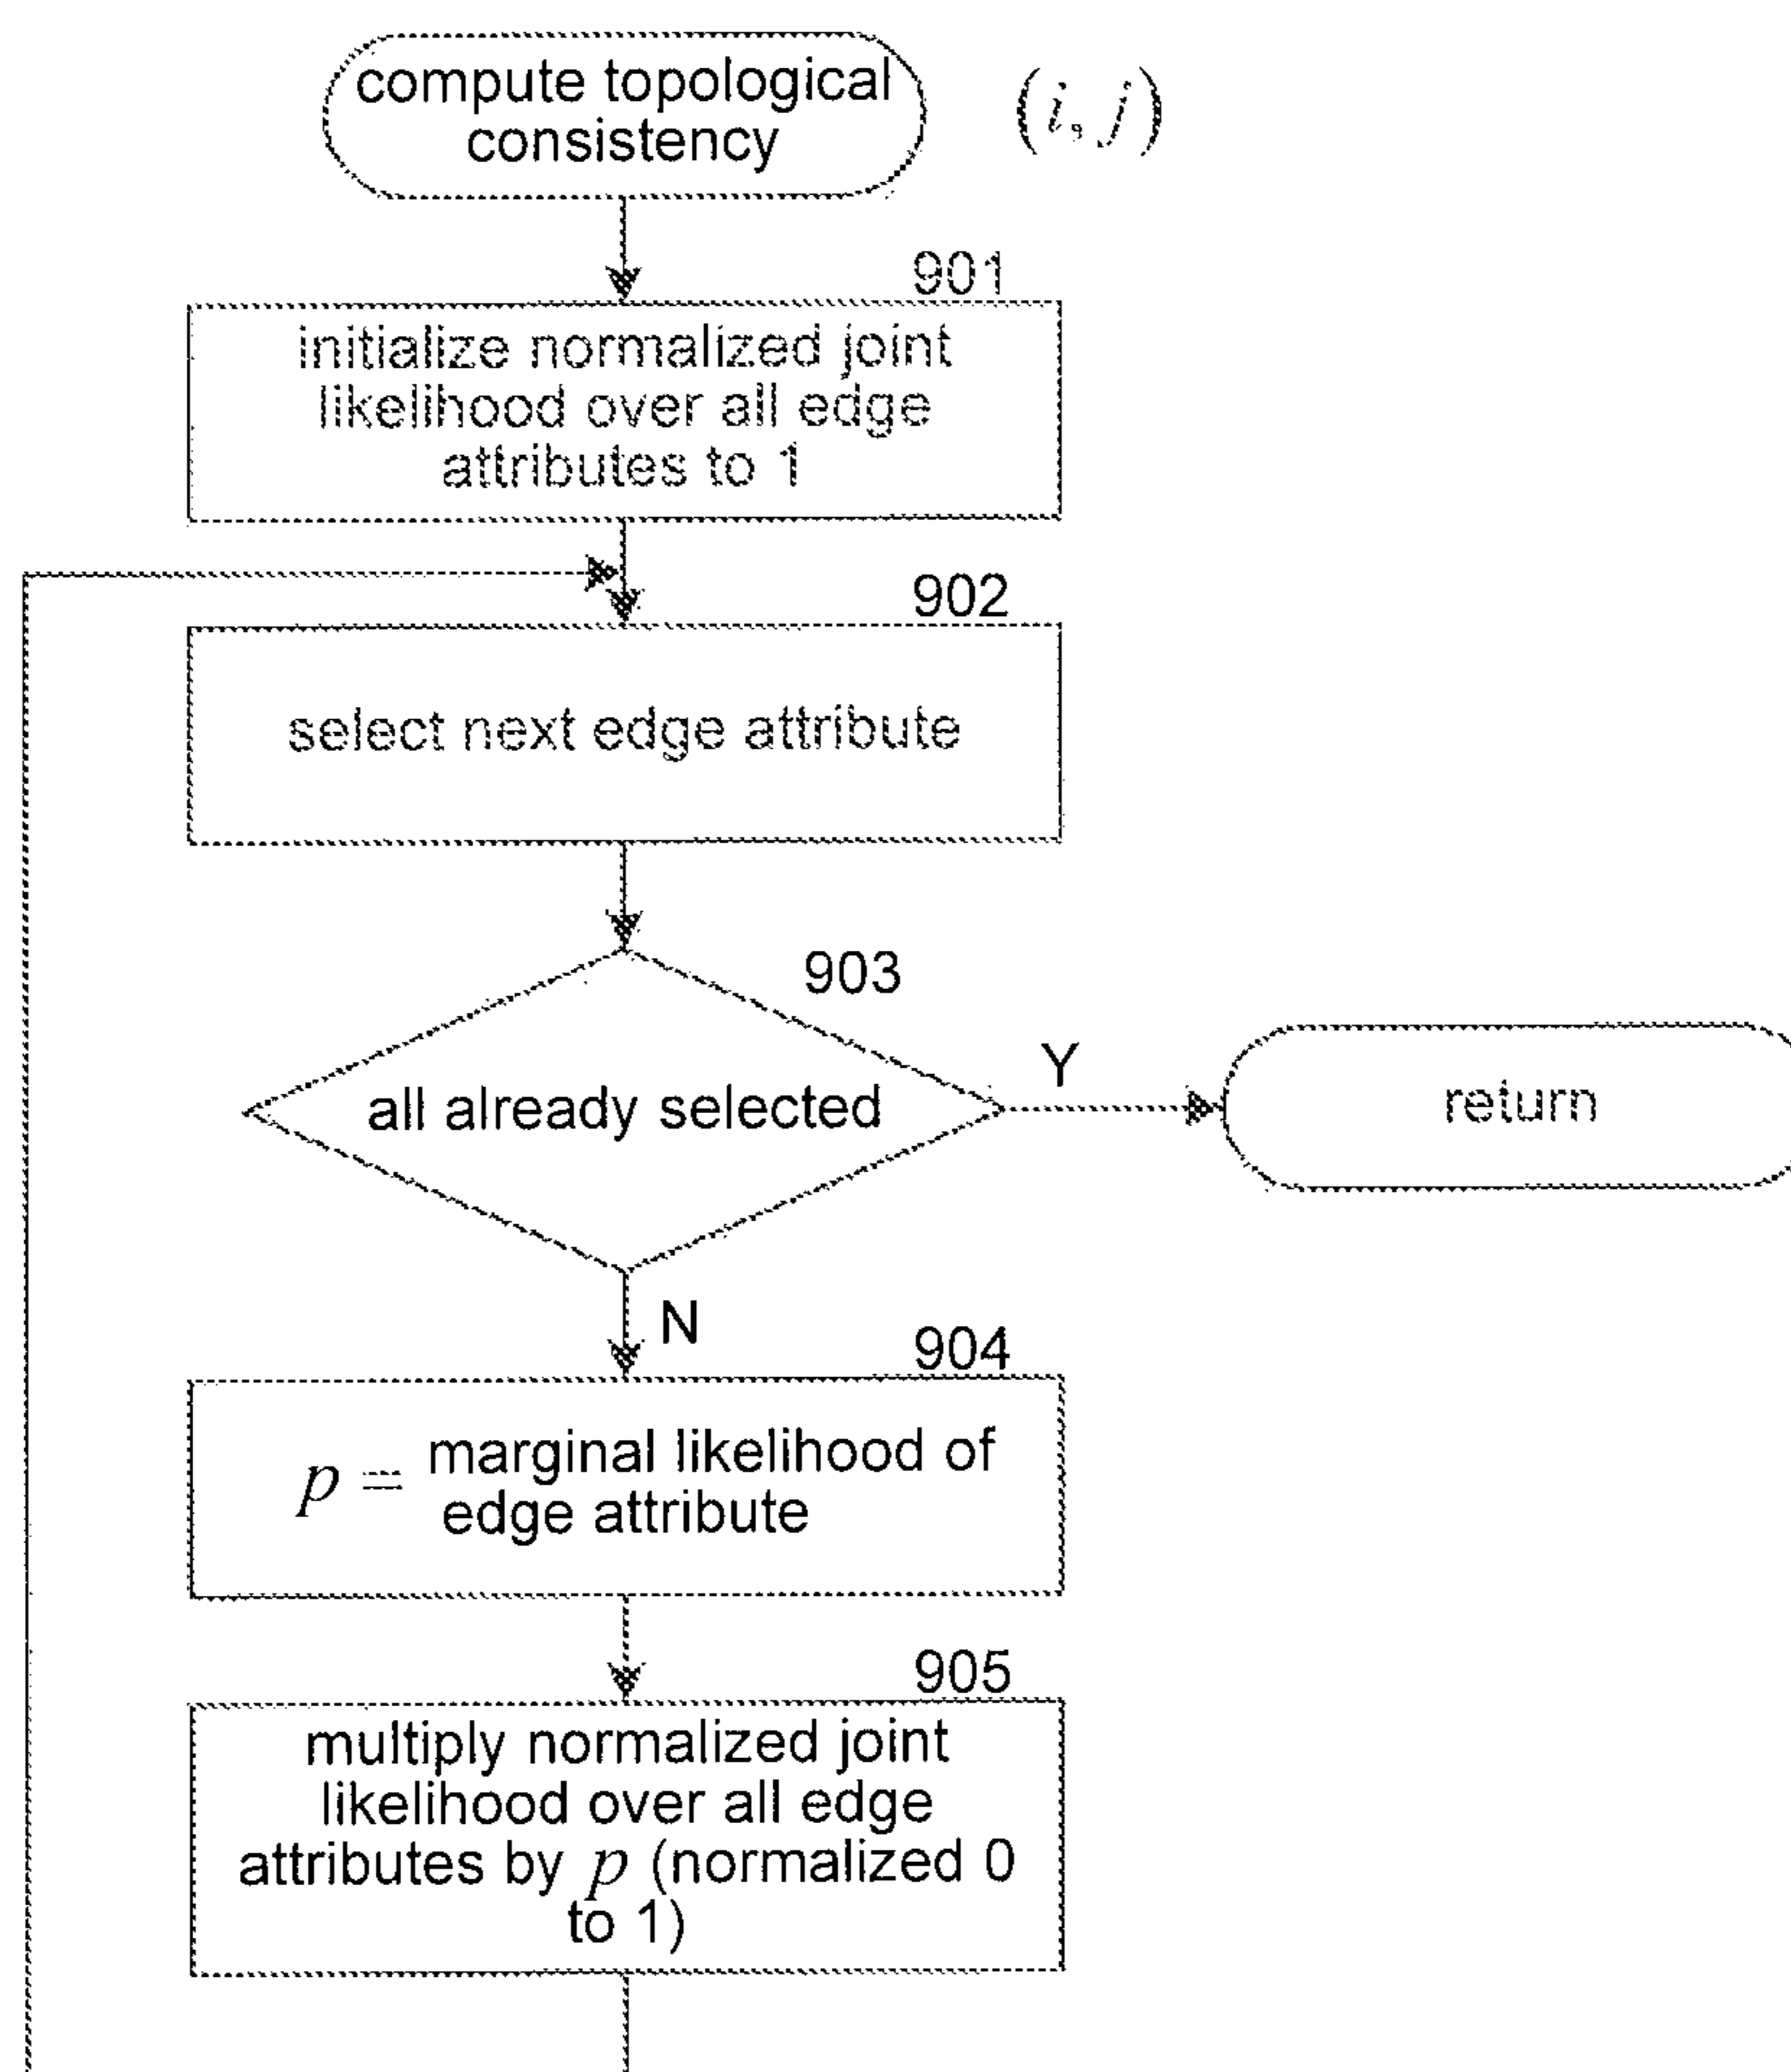 compute topological
consistency
(i, j)
901
initialize normalized joint
likelihood over all edge
attributes to 1
902
select next edge attribute
903
all already selected
Y
return
N
904
p = marginal likelihood of
edge attribute
905
multiply normalized joint
likelihood over all edge
attributes by p (normalized 0
to 1)